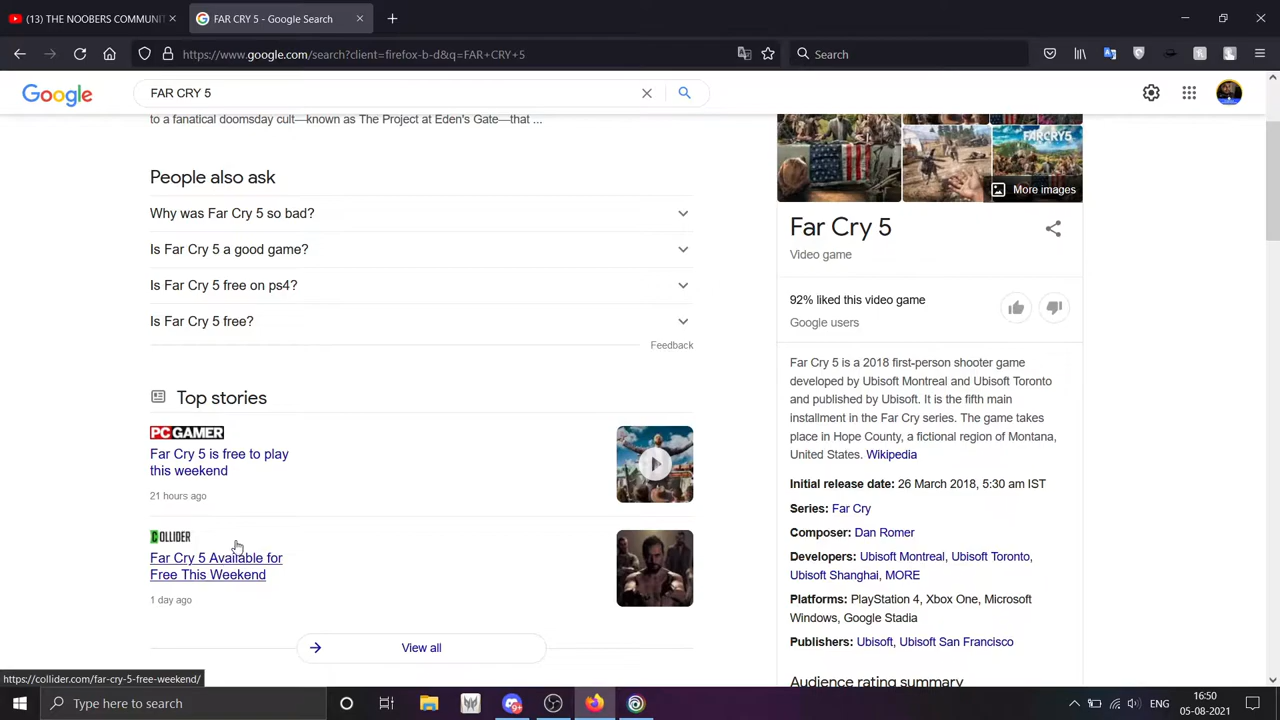 (13) THE NOOBERS COMMUNIT
FAR CRY 5 - Google Search
https://www.google.com/search?client=firefox-b-d&q=FAR+CRY+5
Search
Google
FAR CRY 5
to a fanatical doomsday cult—known as The Project at Eden's Gate—that ...
People also ask
Why was Far Cry 5 so bad?
Is Far Cry 5 a good game?
Is Far Cry 5 free on ps4?
Is Far Cry 5 free?
Feedback
Top stories
PC GAMER
Far Cry 5 is free to play
this weekend
21 hours ago
COLLIDER
Far Cry 5 Available for
Free This Weekend
1 day ago
View all
FARCRY5
More images
Far Cry 5
Video game
92% liked this video game
Google users
Far Cry 5 is a 2018 first-person shooter game
developed by Ubisoft Montreal and Ubisoft Toronto
and published by Ubisoft. It is the fifth main
installment in the Far Cry series. The game takes
place in Hope County, a fictional region of Montana,
United States. Wikipedia
Initial release date: 26 March 2018, 5:30 am IST
Series: Far Cry
Composer: Dan Romer
Developers: Ubisoft Montreal, Ubisoft Toronto,
Ubisoft Shanghai, MORE
Platforms: PlayStation 4, Xbox One, Microsoft
Windows, Google Stadia
Publishers: Ubisoft, Ubisoft San Francisco
Audience rating summary
https://collider.com/far-cry-5-free-weekend/
Type here to search
ENG
16:50
05-08-2021